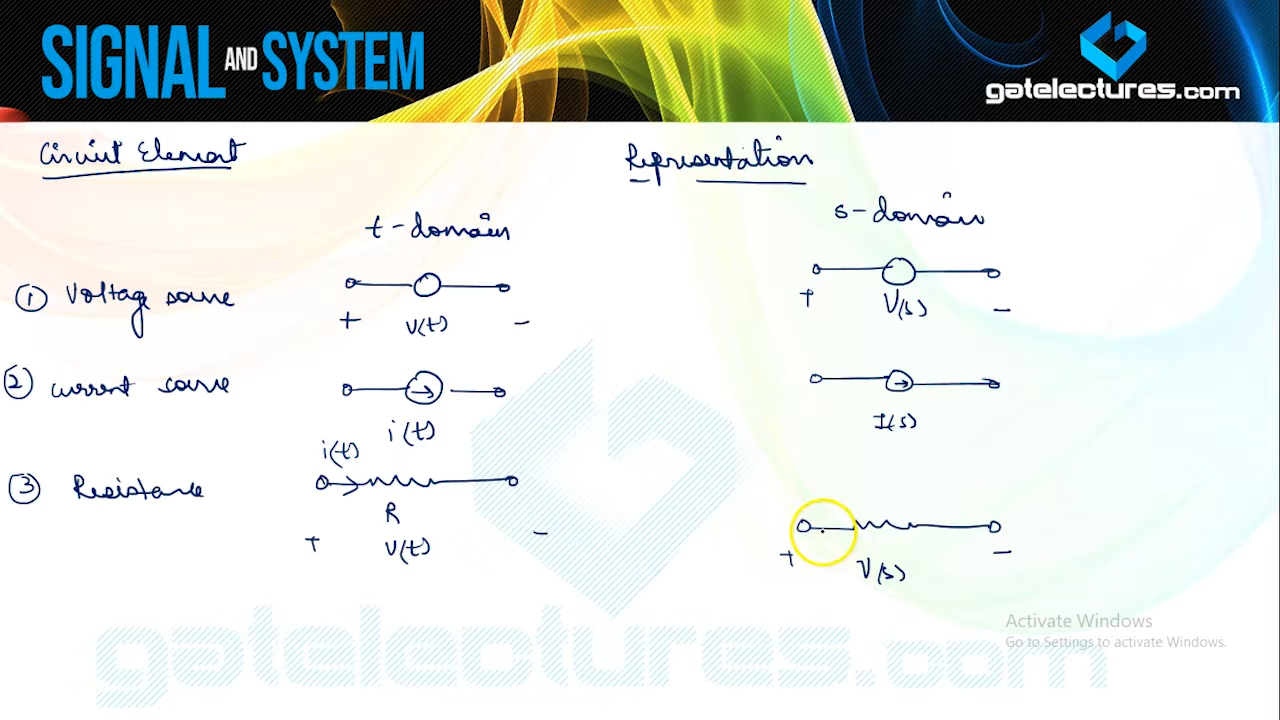 SIGNAL AND SYSTEM
gatelectures.com
Circuit Element
Representation
t-domain
s-domain
① Voltage source
+ V(t) -
+ V(s) -
② current source
i(t)
I(s)
③ Resistance
i(t)
R
+ V(t) -
+ V(s) -
Activate Windows
Go to Settings to activate Windows.
gatelectures.com